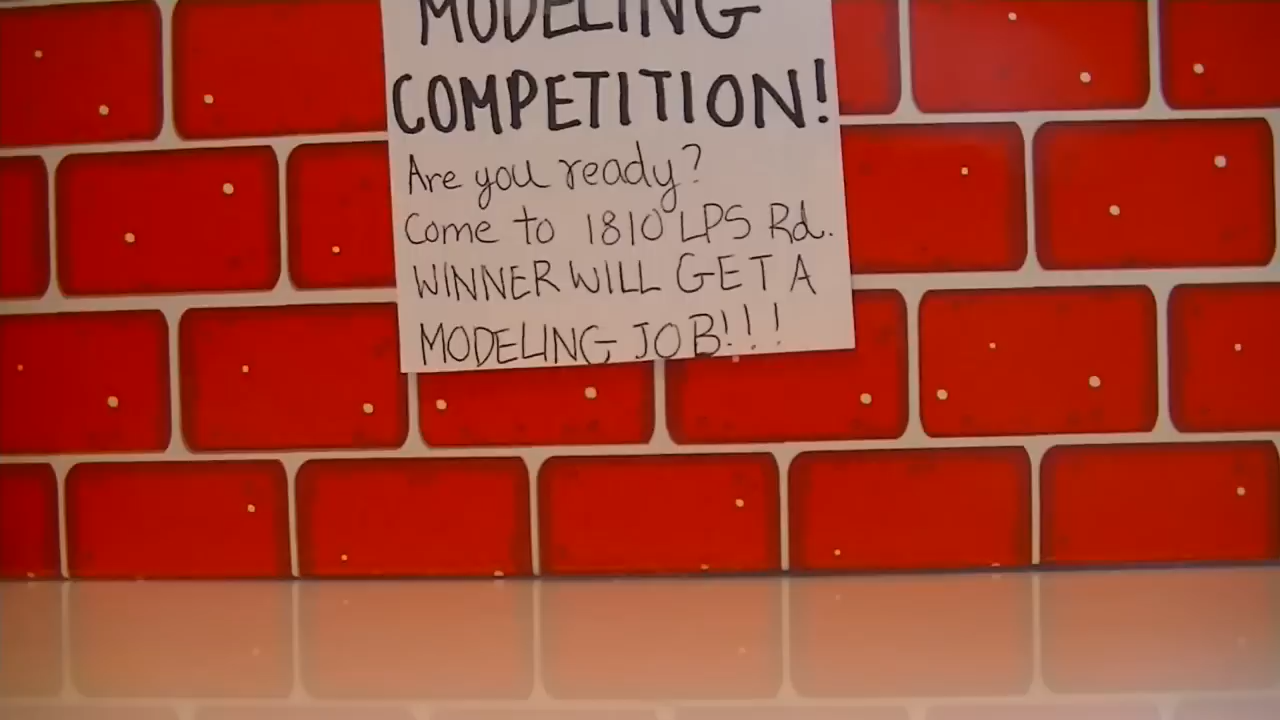 MODELING
COMPETITION!
Are you ready?
Come to 1810 LPS Rd.
WINNER WILL GET A
MODELING JOB!!!